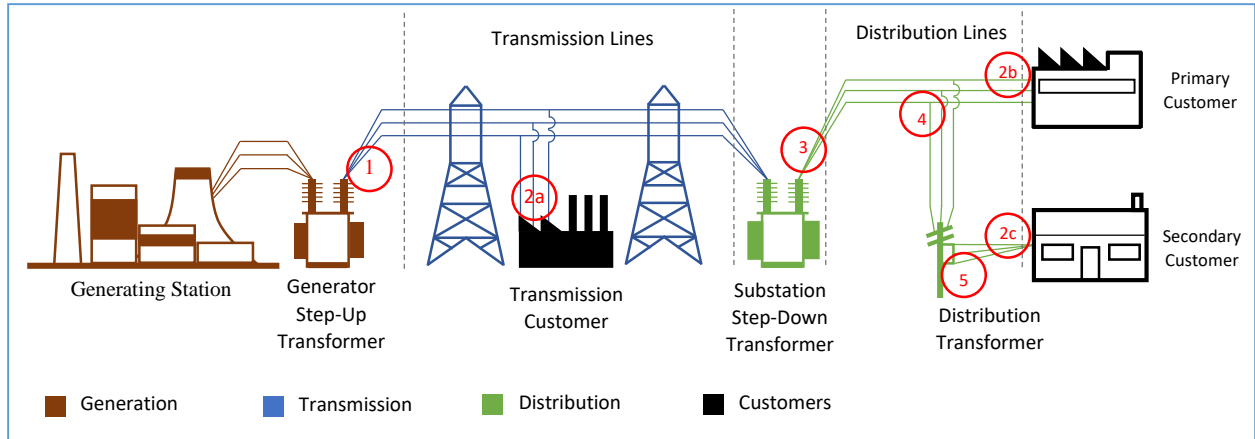 Transmission Lines
Distribution Lines
2b
Primary
Customer
4
3
1
2a
2c
Secondary
Customer
5
Generating Station
Generator
Step-Up
Transformer
Transmission
Customer
Substation
Step-Down
Transformer
Distribution
Transformer
Generation
Transmission
Distribution
Customers